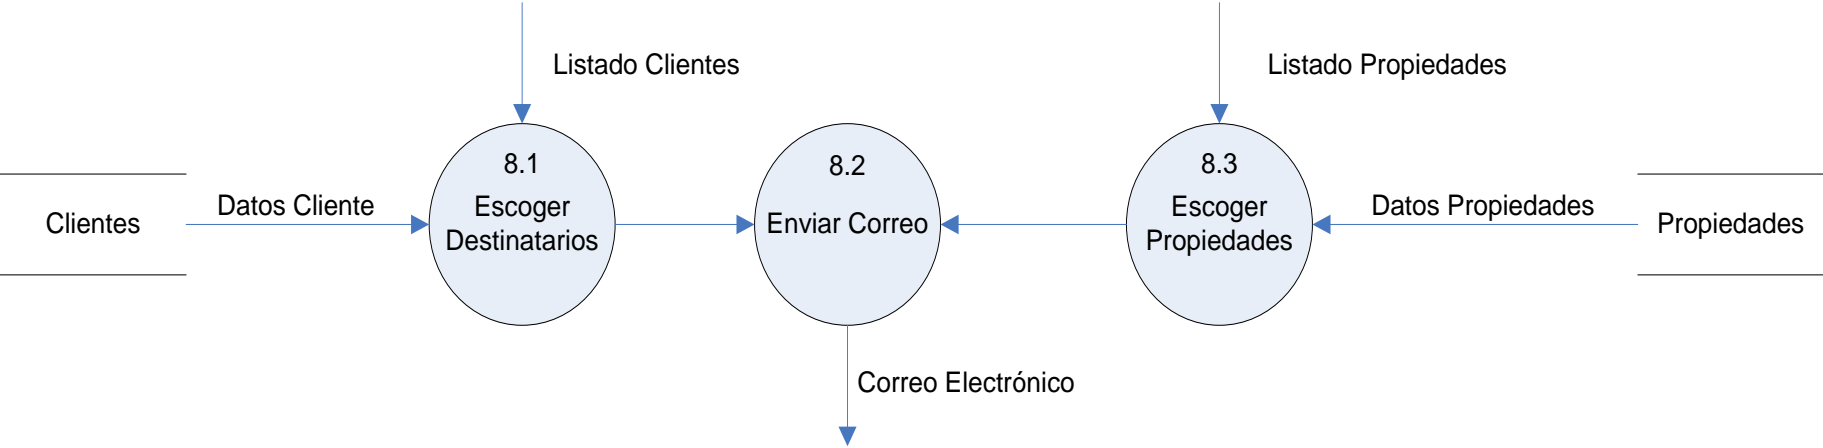 Listado Clientes
Listado Propiedades
8.1
Escoger
Destinatarios
8.2
Enviar Correo
8.3
Escoger
Propiedades
Clientes
Datos Cliente
Datos Propiedades
Propiedades
Correo Electrónico